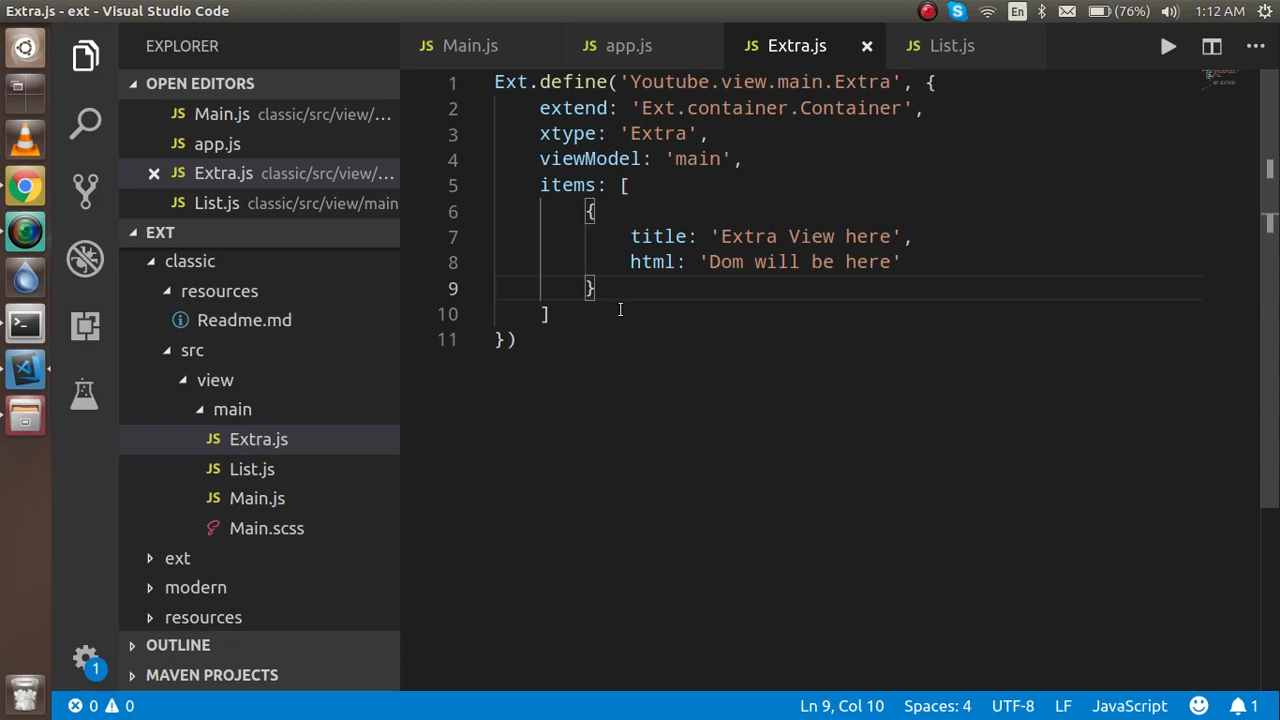 Extra.js - ext - Visual Studio Code
En
(76%)
1:12 AM
EXPLORER
OPEN EDITORS
JS Main.js classic/src/view/...
JS app.js
JS Extra.js classic/src/view/...
JS List.js classic/src/view/main
EXT
classic
resources
Readme.md
src
view
main
JS Extra.js
JS List.js
JS Main.js
Main.scss
ext
modern
resources
OUTLINE
MAVEN PROJECTS
1
JS Main.js
JS app.js
JS Extra.js
JS List.js
1 Ext.define('Youtube.view.main.Extra', {
2 extend: 'Ext.container.Container',
3 xtype: 'Extra',
4 viewModel: 'main',
5 items: [
6 {
7 title: 'Extra View here',
8 html: 'Dom will be here'
9 }
10 ]
11 })
0 0
Ln 9, Col 10
Spaces: 4
UTF-8
LF
JavaScript
1